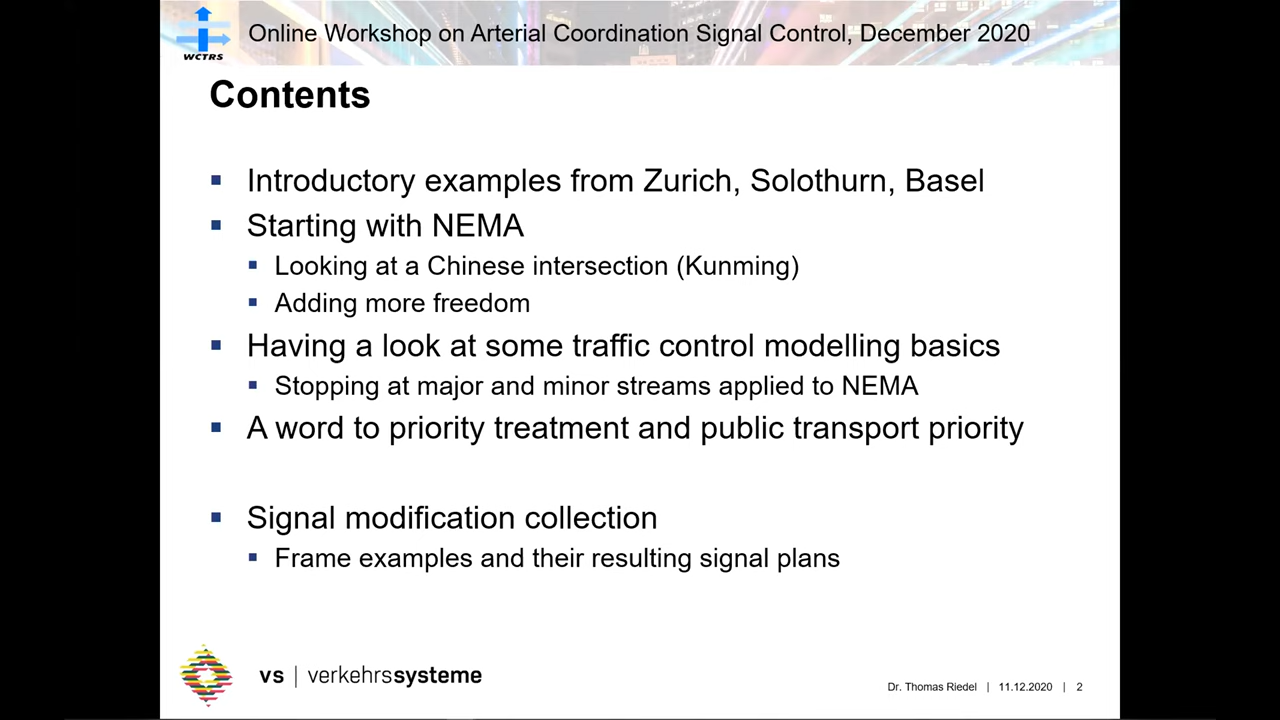 Online Workshop on Arterial Coordination Signal Control, December 2020
WCTRS
Contents
Introductory examples from Zurich, Solothurn, Basel
Starting with NEMA
Looking at a Chinese intersection (Kunming)
Adding more freedom
Having a look at some traffic control modelling basics
Stopping at major and minor streams applied to NEMA
A word to priority treatment and public transport priority
Signal modification collection
Frame examples and their resulting signal plans
vs | verkehrssysteme
Dr. Thomas Riedel | 11.12.2020 | 2